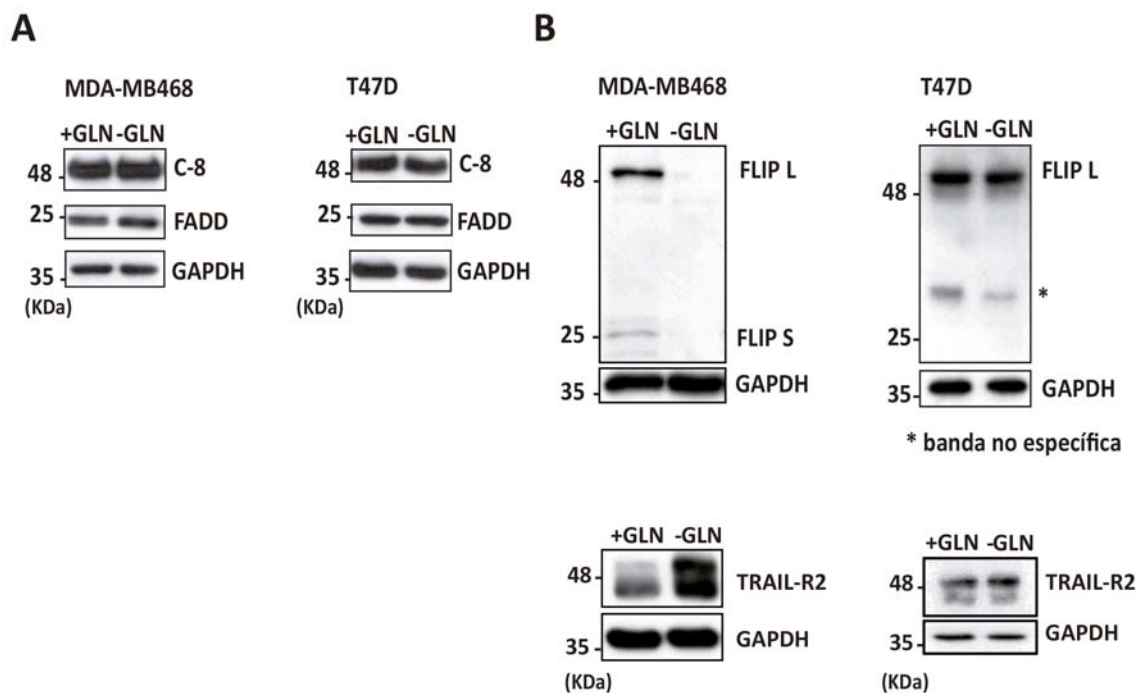 A
MDA-MB468
+GLN -GLN
48
C-8
25
FADD
35
GAPDH
(KDa)
T47D
+GLN -GLN
48
C-8
25
FADD
35
GAPDH
(KDa)
B
MDA-MB468
+GLN -GLN
48
FLIP L
25
FLIP S
35
GAPDH
T47D
+GLN -GLN
48
FLIP L
*
25
35
GAPDH
* banda no específica
+GLN -GLN
48
TRAIL-R2
35
GAPDH
(KDa)
+GLN -GLN
48
TRAIL-R2
35
GAPDH
(KDa)